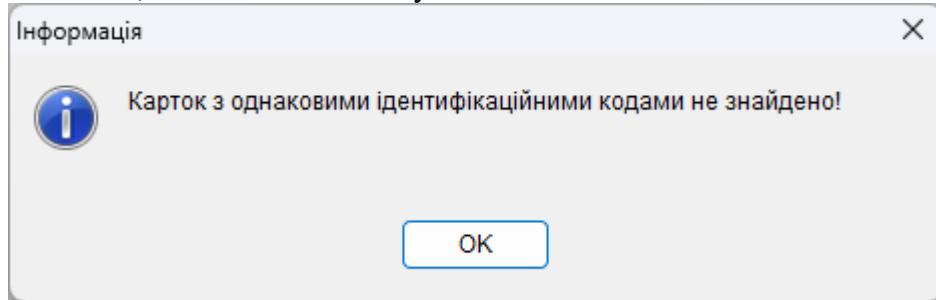 Інформація
Карток з однаковими ідентифікаційними кодами не знайдено!
OK